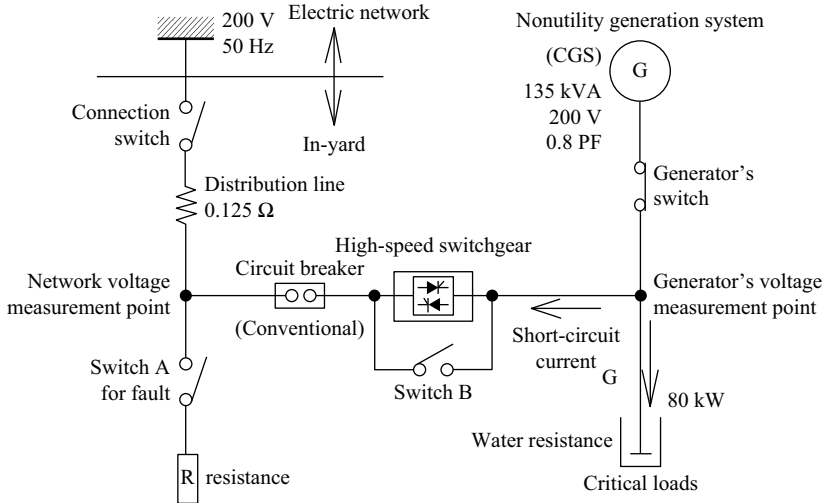 200 V
50 Hz
Electric network
In-yard
Nonutility generation system
(CGS)
G
135 kVA
200 V
0.8 PF
Connection
switch
Generator's
switch
Distribution line
0.125 Ω
High-speed switchgear
Circuit breaker
(Conventional)
Network voltage
measurement point
Generator's voltage
measurement point
Short-circuit
current
G
Switch A
for fault
Switch B
80 kW
Water resistance
Critical loads
R
resistance